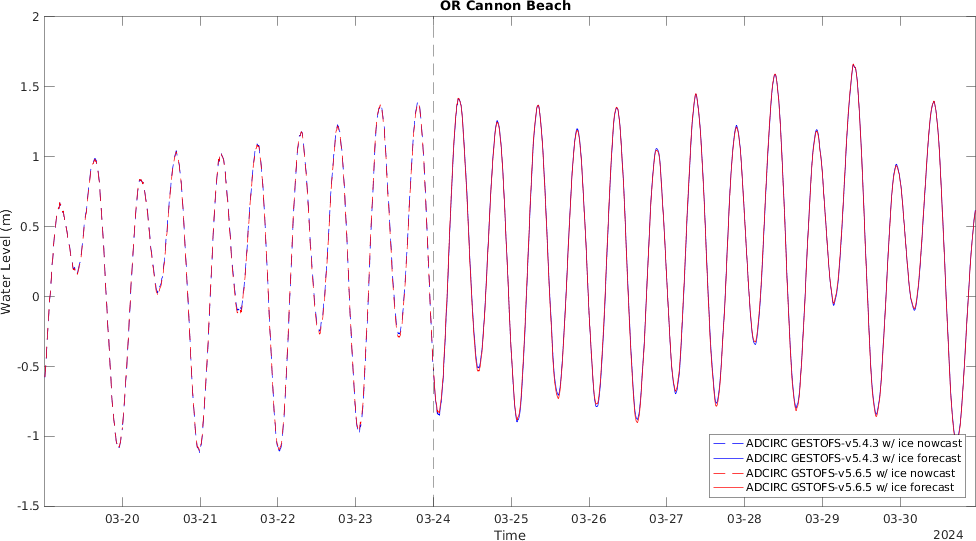 OR Cannon Beach
2
1.5
1
0.5
0
-0.5
-1
-1.5
Water Level (m)
ADCIRC GESTOFS-v5.4.3 w/ ice nowcast
ADCIRC GESTOFS-v5.4.3 w/ ice forecast
ADCIRC GSTOFS-v5.6.5 w/ ice nowcast
ADCIRC GSTOFS-v5.6.5 w/ ice forecast
03-20 03-21 03-22 03-23 03-24 03-25 03-26 03-27 03-28 03-29 03-30
Time
2024